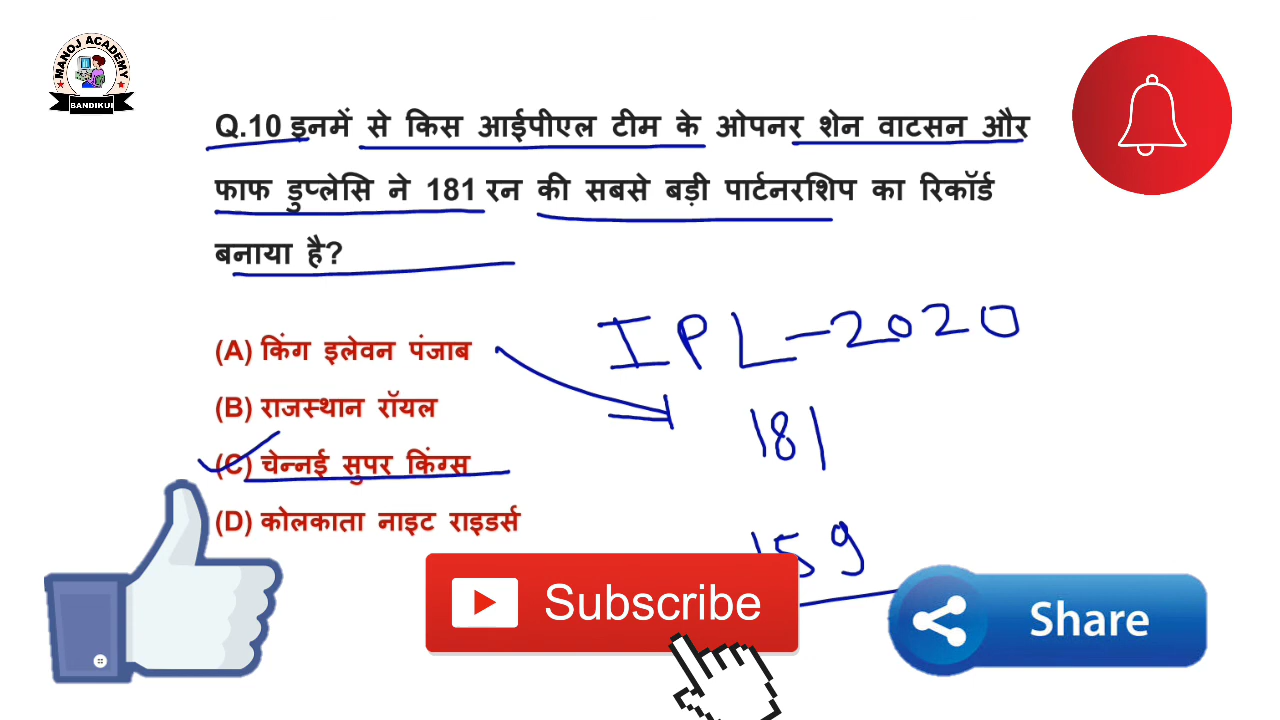 MANOJ ACADEMY
BANDIKUI
Q.10 इनमें से किस आईपीएल टीम के ओपनर शेन वाटसन और
फाफ डुप्लेसि ने 181 रन की सबसे बड़ी पार्टनरशिप का रिकॉर्ड
बनाया है?
(A) किंग इलेवन पंजाब
IPL-2020
(B) राजस्थान रॉयल
181
(C) चेन्नई सुपर किंग्स
(D) कोलकाता नाइट राइडर्स
159
Subscribe
Share